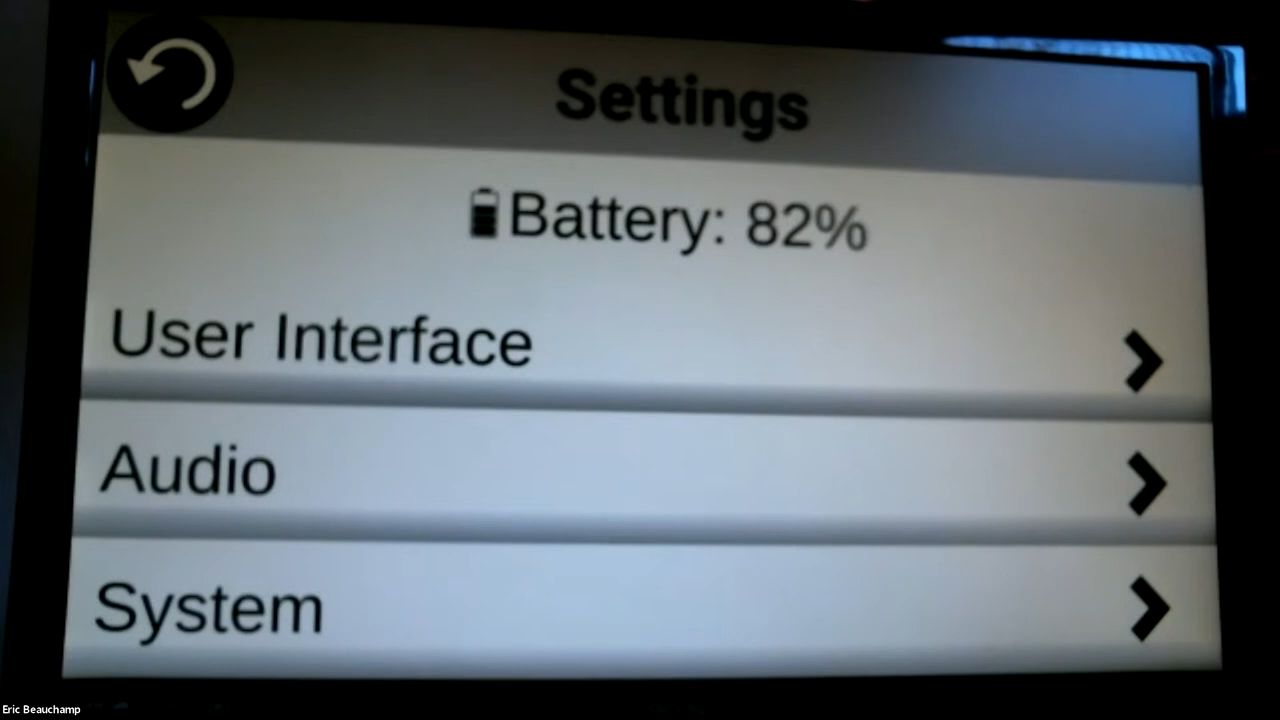 Settings
Battery: 82%
User Interface
Audio
System
Eric Beauchamp